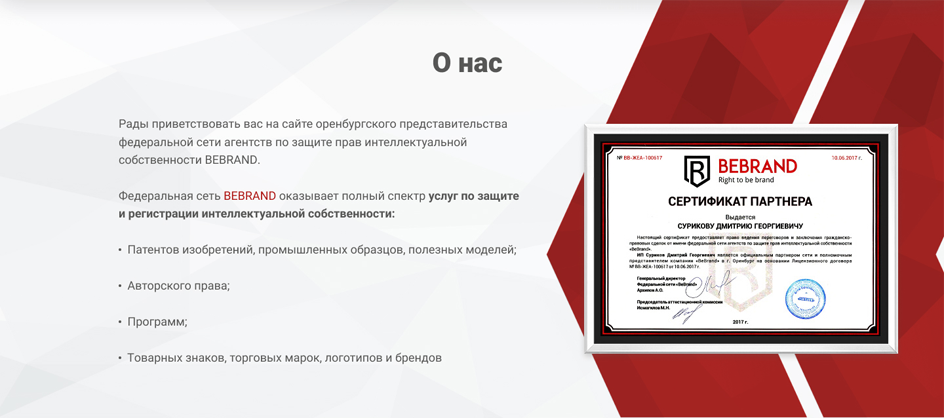 О нас
Рады приветствовать вас на сайте оренбургского представительства
федеральной сети агентств по защите прав интеллектуальной
собственности BEBRAND.
Федеральная сеть BEBRAND оказывает полный спектр услуг по защите
и регистрации интеллектуальной собственности:
• Патентов изобретений, промышленных образцов, полезных моделей;
• Авторского права;
• Программ;
• Товарных знаков, торговых марок, логотипов и брендов
№ BB-ЖЕА-100617
10.06.2017 г.
R BEBRAND
Right to be brand
СЕРТИФИКАТ ПАРТНЕРА
Выдается
СУРИКОВУ ДМИТРИЮ ГЕОРГИЕВИЧУ
Настоящий сертификат предоставляет право ведения переговоров и заключения гражданско-
правовых сделок от имени федеральной сети агентств по защите прав интеллектуальной собственности
«BeBrand».
ИП Суриков Дмитрий Георгиевич является официальным партнером сети и полномочным
представителем компании «BeBrand» в г. Оренбург на основании Лицензионного договора
№ BB-ЖЕА-100617 от 10.06.2017г.
Генеральный директор
Федеральной сети «BeBrand»
Архипов А.О.
Председатель аттестационной комиссии
Исмагилов М.Н.
2017 г.